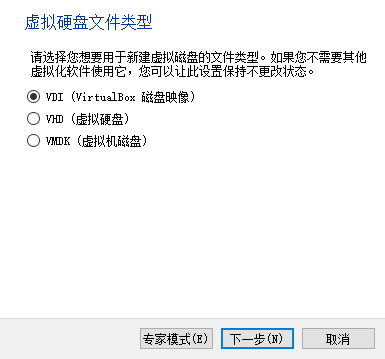 虚拟硬盘文件类型
请选择您想要用于新建虚拟磁盘的文件类型。如果您不需要其他
虚拟化软件使用它，您可以让此设置保持不更改状态。
VDI (VirtualBox 磁盘映像)
VHD (虚拟硬盘)
VMDK (虚拟机磁盘)
专家模式(E)
下一步(N)
取消